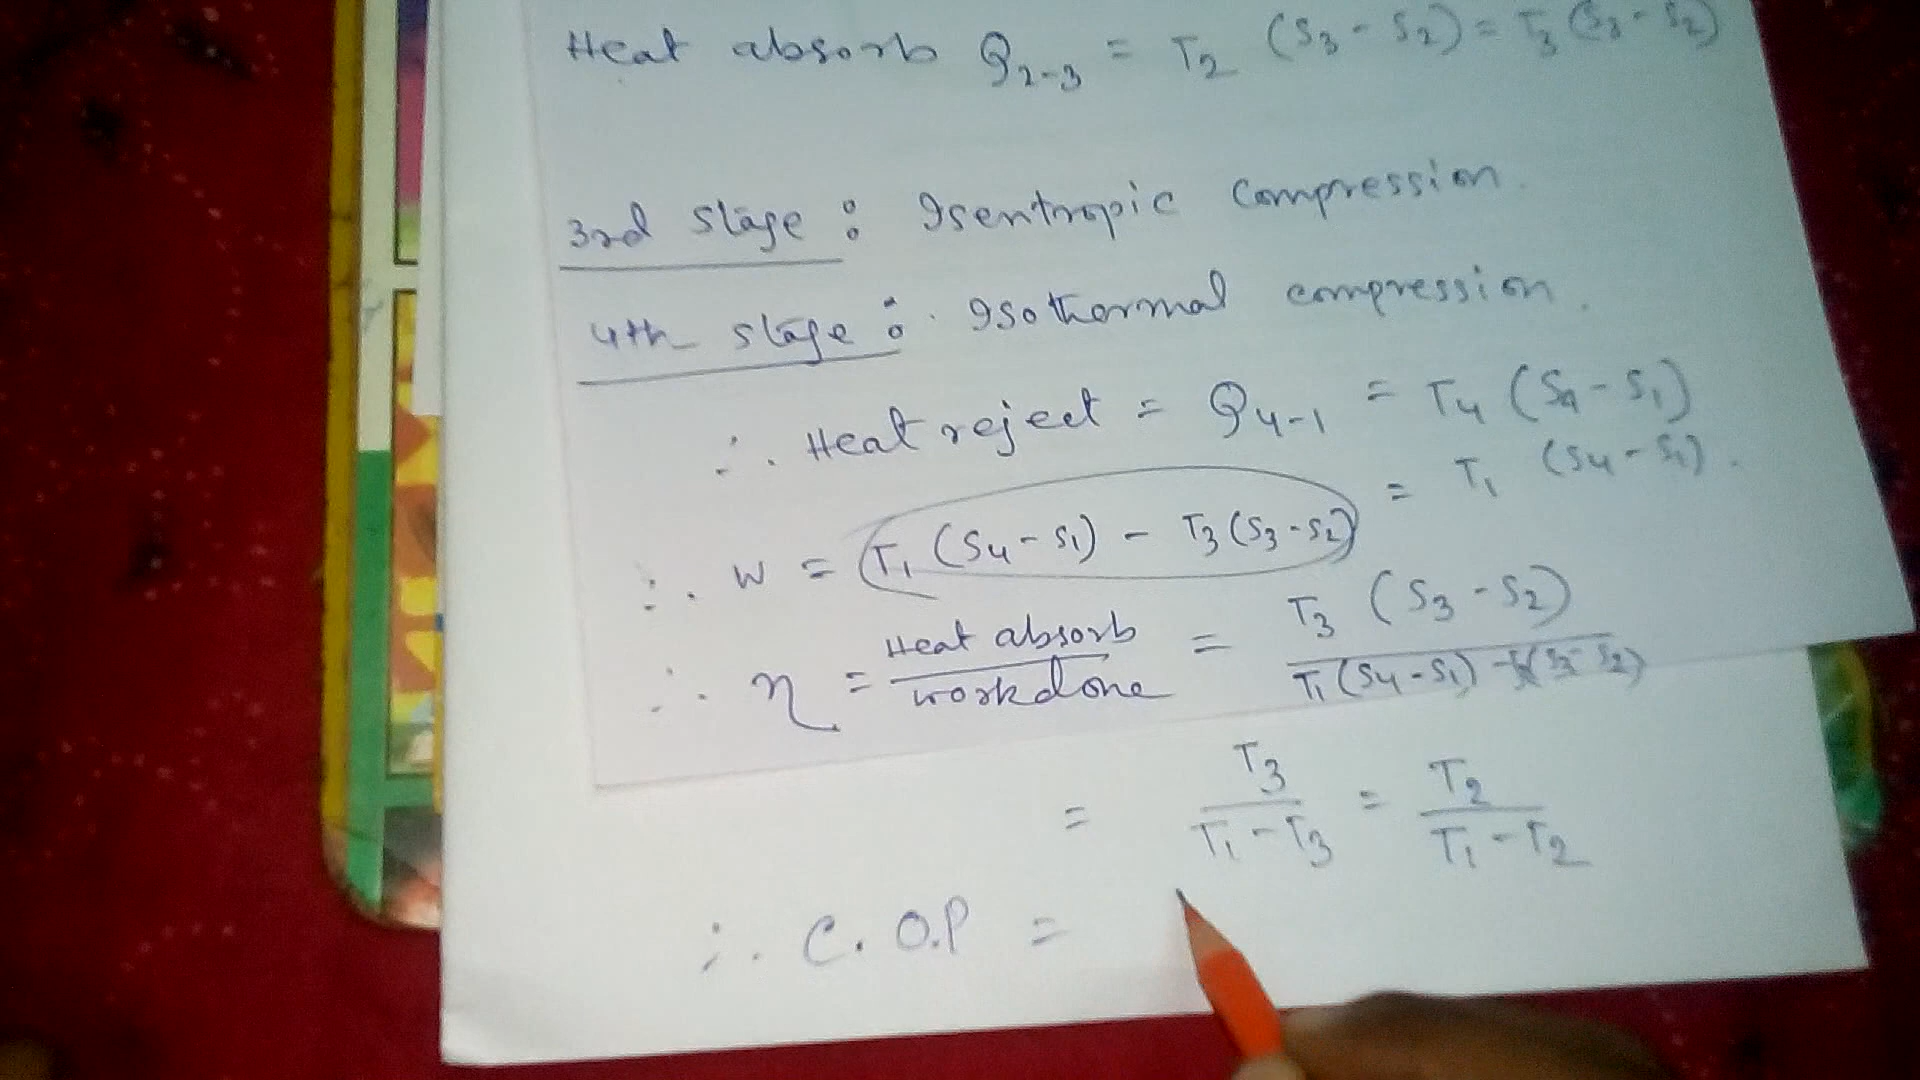 Heat absorb Q2-3 = T2 (S3 - S2) = T3 (S3 - S2)
3rd stage : Isentropic compression.
4th stage : Isothermal compression.
∴ Heat reject = Q4-1 = T4 (S4 - S1)
= T1 (S4 - S1).
∴ W = T1 (S4 - S1) - T3 (S3 - S2)
∴ η = Heat absorb / workdone = T3 (S3 - S2) / T1 (S4 - S1) - (S3 - S2)
= T3 / T1 - T3 = T2 / T1 - T2
∴ C.O.P =